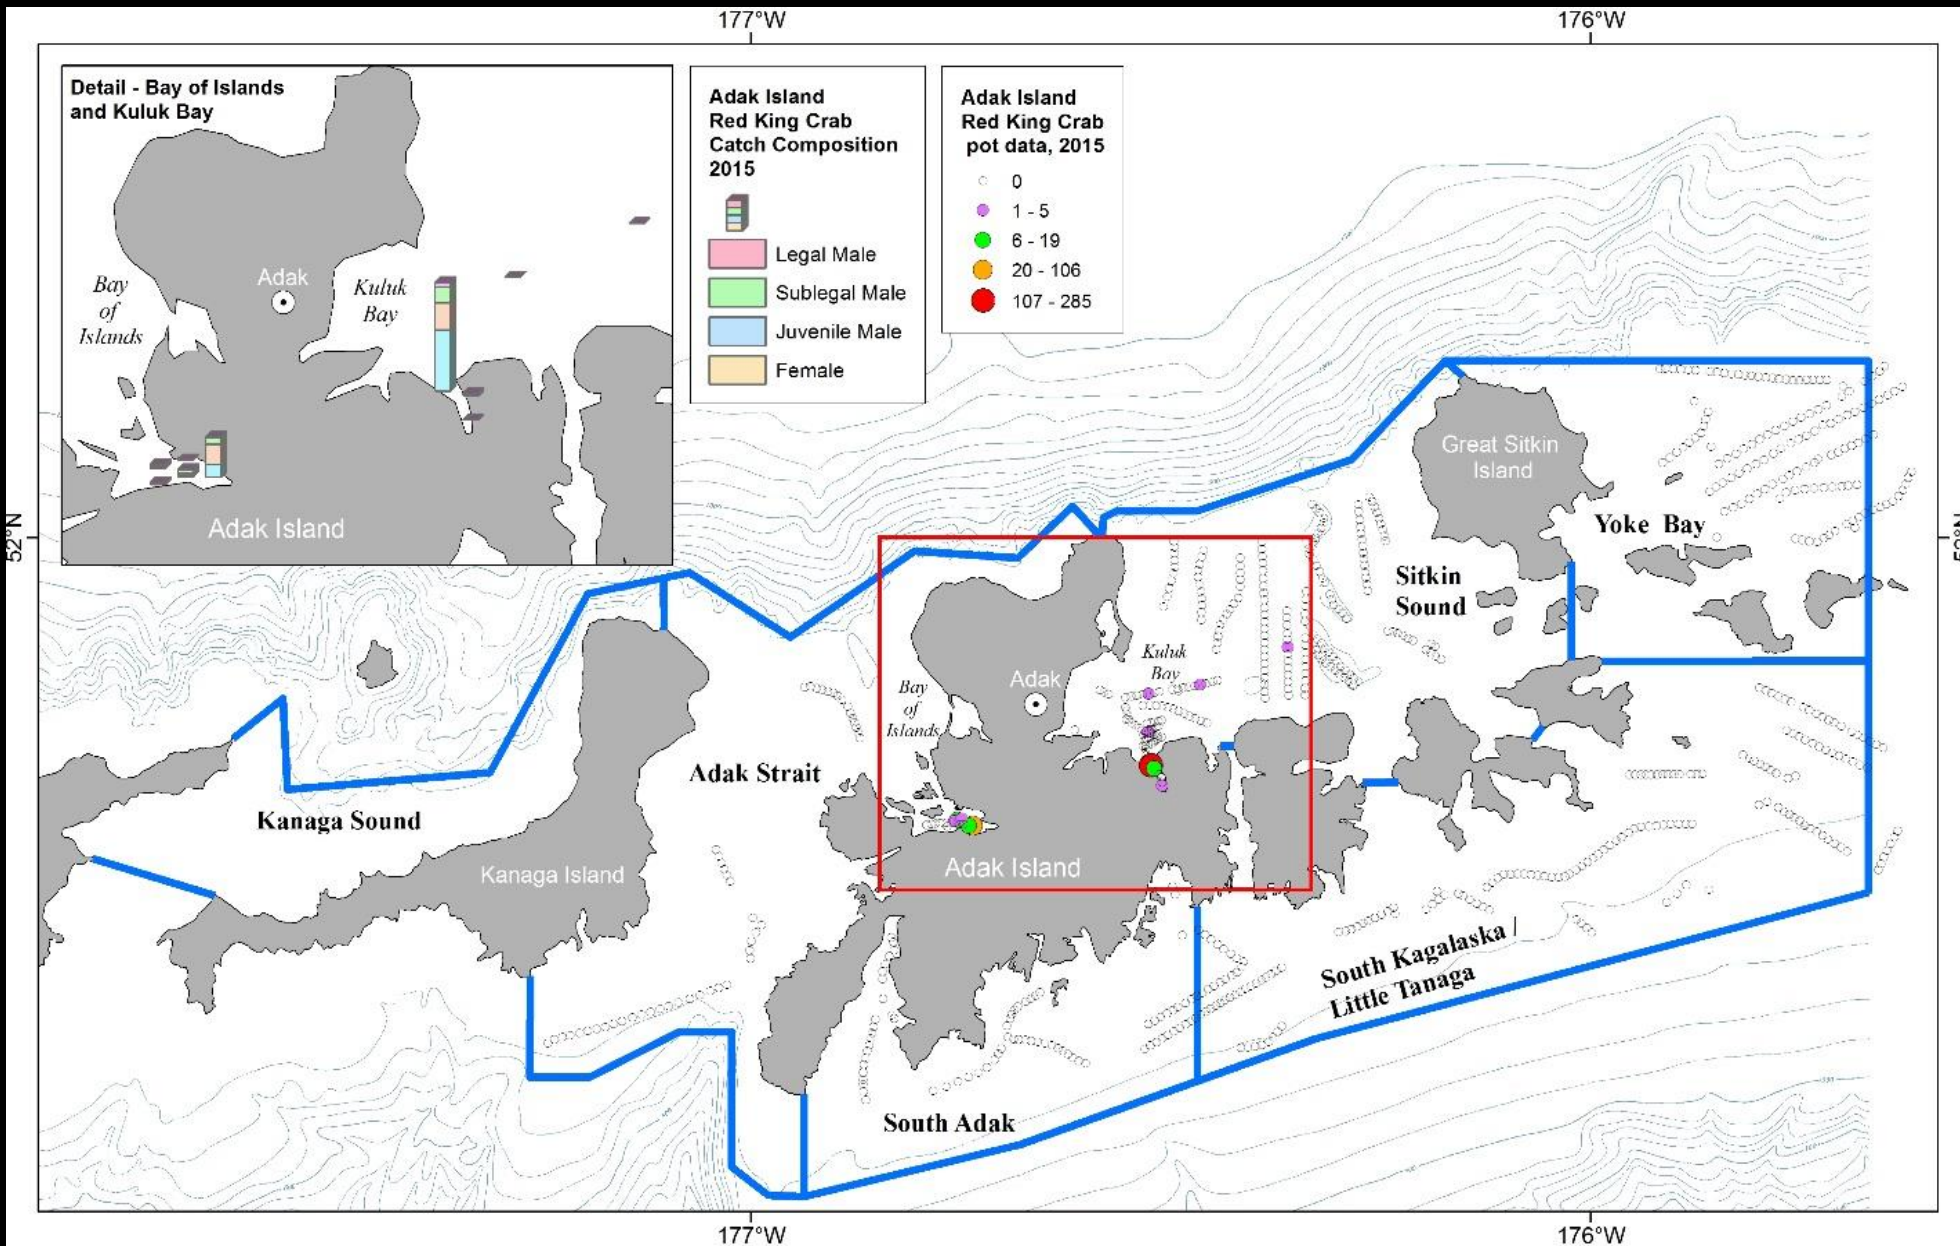 177°W
176°W
Detail - Bay of Islands
and Kuluk Bay
Bay
of
Islands
Adak
Kuluk
Bay
Adak Island
Adak Island
Red King Crab
Catch Composition
2015
Legal Male
Sublegal Male
Juvenile Male
Female
Adak Island
Red King Crab
pot data, 2015
0
1 - 5
6 - 19
20 - 106
107 - 285
52°N
Great Sitkin
Island
Yoke Bay
Sitkin
Sound
Kuluk
Bay
Adak
Bay
of
Islands
Adak Strait
Kanaga Sound
Kanaga Island
Adak Island
South Kagalaska /
Little Tanaga
South Adak
177°W
176°W